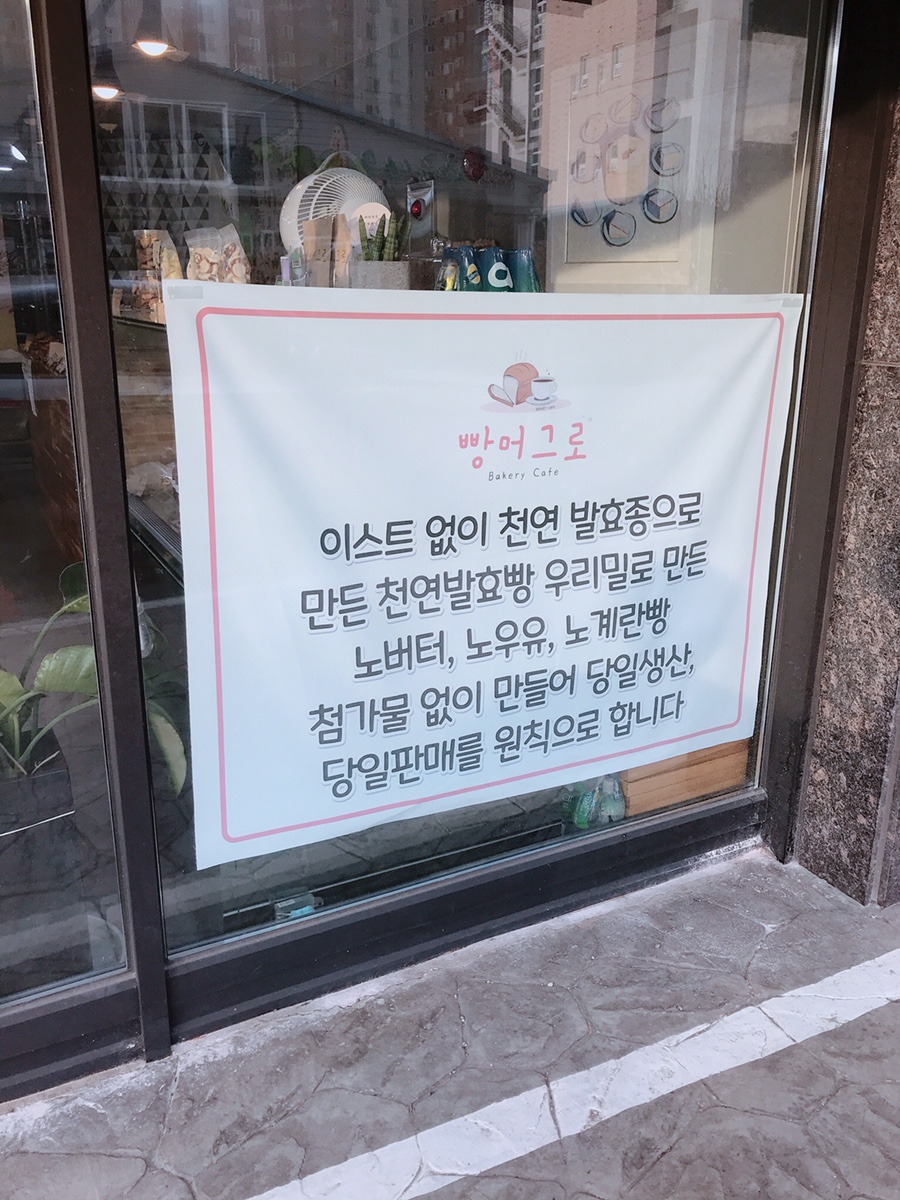 빵머그로
Bakery Cafe
이스트 없이 천연 발효종으로
만든 천연발효빵 우리밀로 만든
노버터, 노우유, 노계란빵
첨가물 없이 만들어 당일생산,
당일판매를 원칙으로 합니다